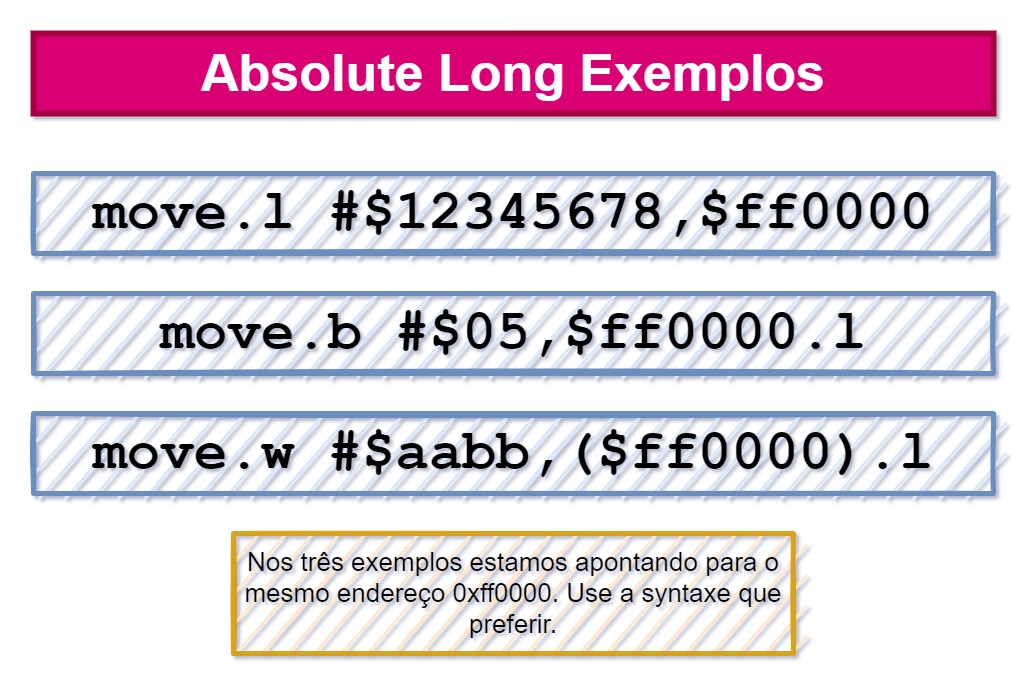 Absolute Long Exemplos
move.l #$12345678,$ff0000
move.b #$05,$ff0000.l
move.w #$aabb,($ff0000).l
Nos três exemplos estamos apontando para o
mesmo endereço 0xff0000. Use a syntaxe que
preferir.